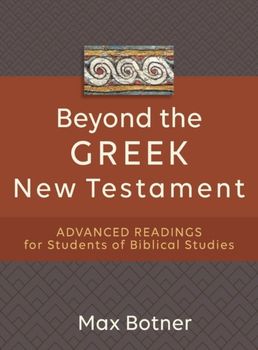 Beyond the
GREEK
New Testament
ADVANCED READINGS
for Students of Biblical Studies
Max Botner